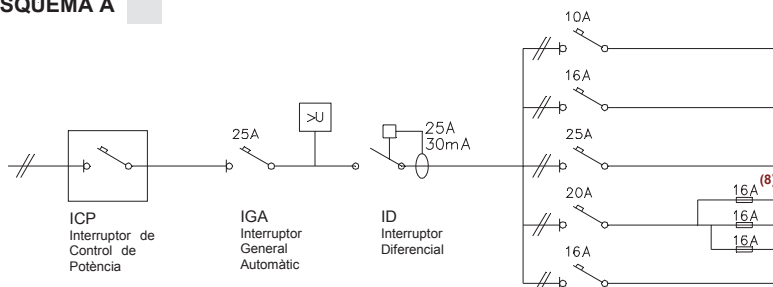 SQUEMA A
10A
16A
25A
>U
25A
30mA
25A
20A
16A
(8)
16A
16A
16A
ICP
Interruptor de
Control de
Potència
IGA
Interruptor
General
Automàtic
ID
Interruptor
Diferencial